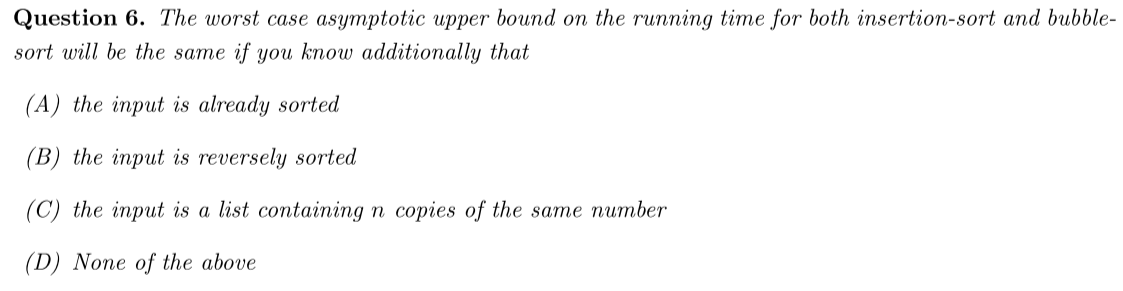 Question 6. The worst case asymptotic upper bound on the running time for both insertion-sort and bubble-
sort will be the same if you know additionally that
(A) the input is already sorted
(B) the input is reversely sorted
(C) the input is a list containing n copies of the same number
(D) None of the above